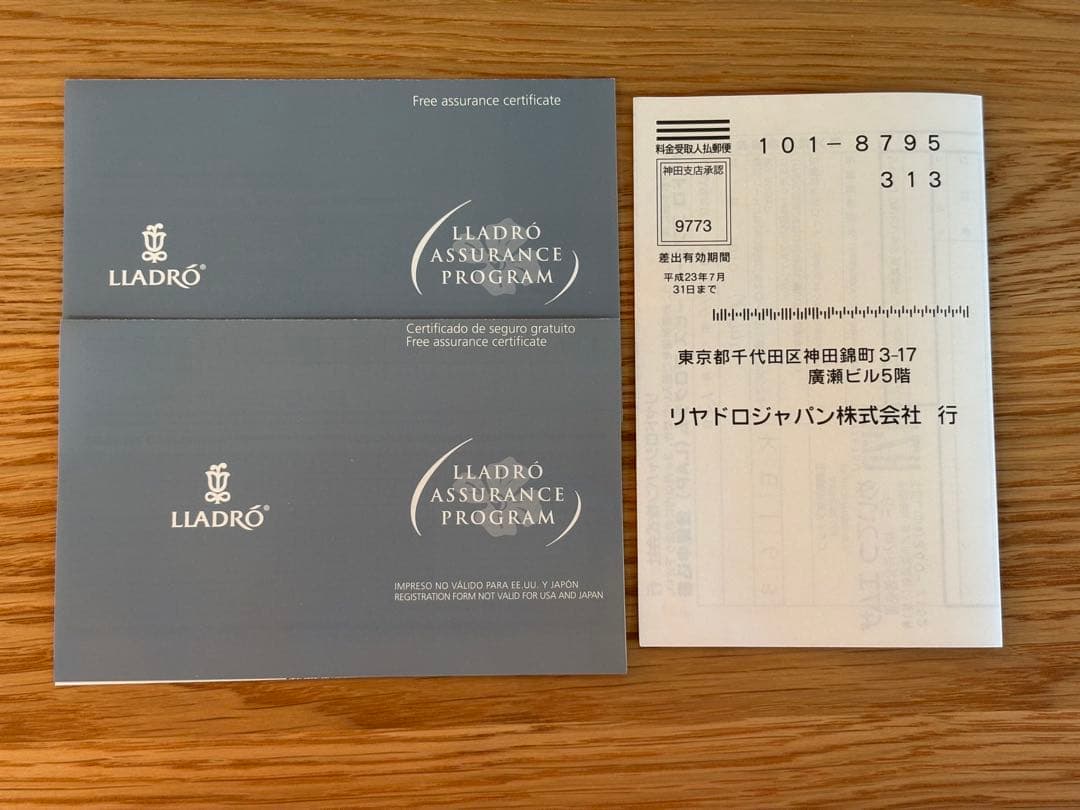 Free assurance certificate
LLADRÓ®
LLADRÓ
ASSURANCE
PROGRAM
Certificado de seguro gratuito
Free assurance certificate
LLADRÓ®
LLADRÓ
ASSURANCE
PROGRAM
IMPRESO NO VÁLIDO PARA EE.UU. Y JAPÓN
REGISTRATION FORM NOT VALID FOR USA AND JAPAN
料金受取人払郵便
神田支店承認
9773
差出有効期間
平成23年7月
31日まで
101-8795
313
東京都千代田区神田錦町3-17
廣瀬ビル5階
リヤドロジャパン株式会社 行